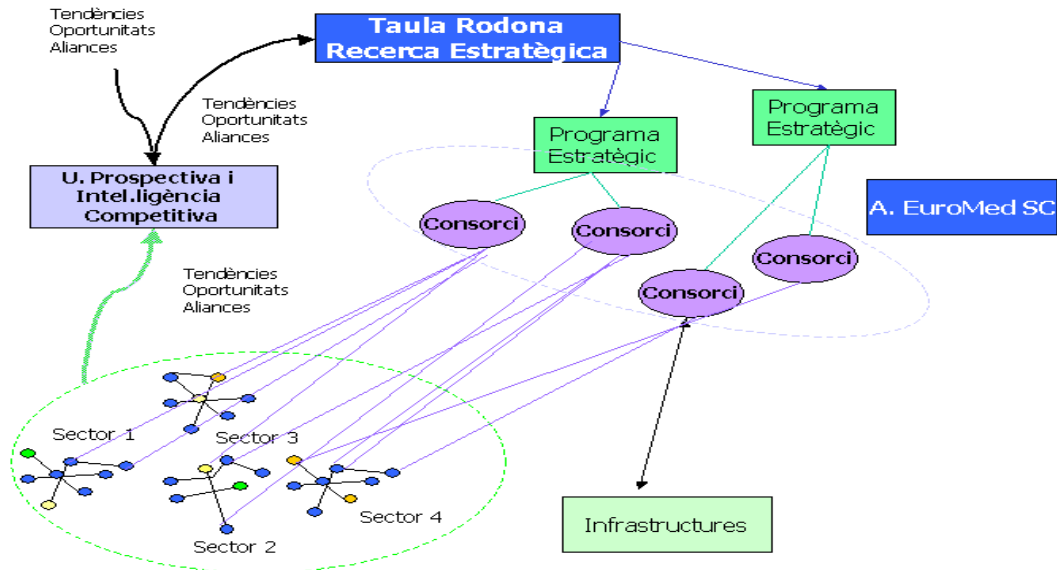 Tendències
Oportunitats
Aliances
Taula Rodona
Recerca Estratègica
Tendències
Oportunitats
Aliances
Programa
Estratègic
Programa
Estratègic
U. Prospectiva i
Intel.ligència
Competitiva
A. EuroMed SC
Consorci
Consorci
Consorci
Consorci
Tendències
Oportunitats
Aliances
Sector 1
Sector 3
Sector 4
Sector 2
Infrastructures